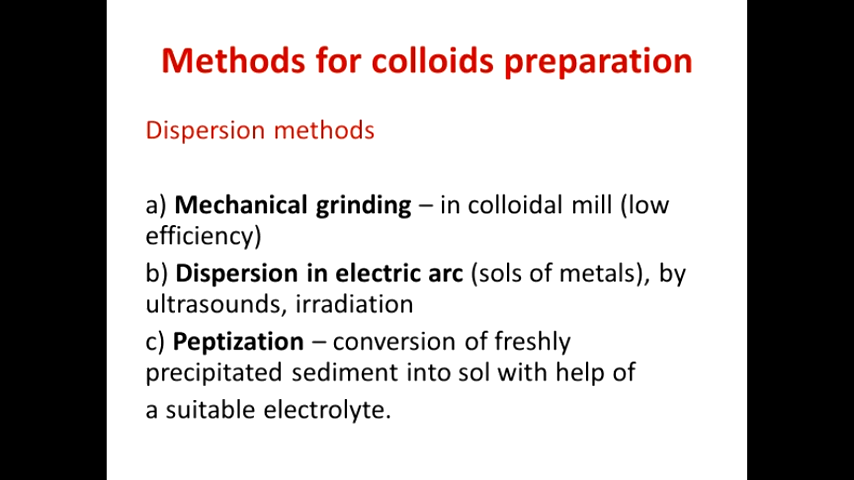 Methods for colloids preparation
Dispersion methods
a) Mechanical grinding – in colloidal mill (low
efficiency)
b) Dispersion in electric arc (sols of metals), by
ultrasounds, irradiation
c) Peptization – conversion of freshly
precipitated sediment into sol with help of
a suitable electrolyte.